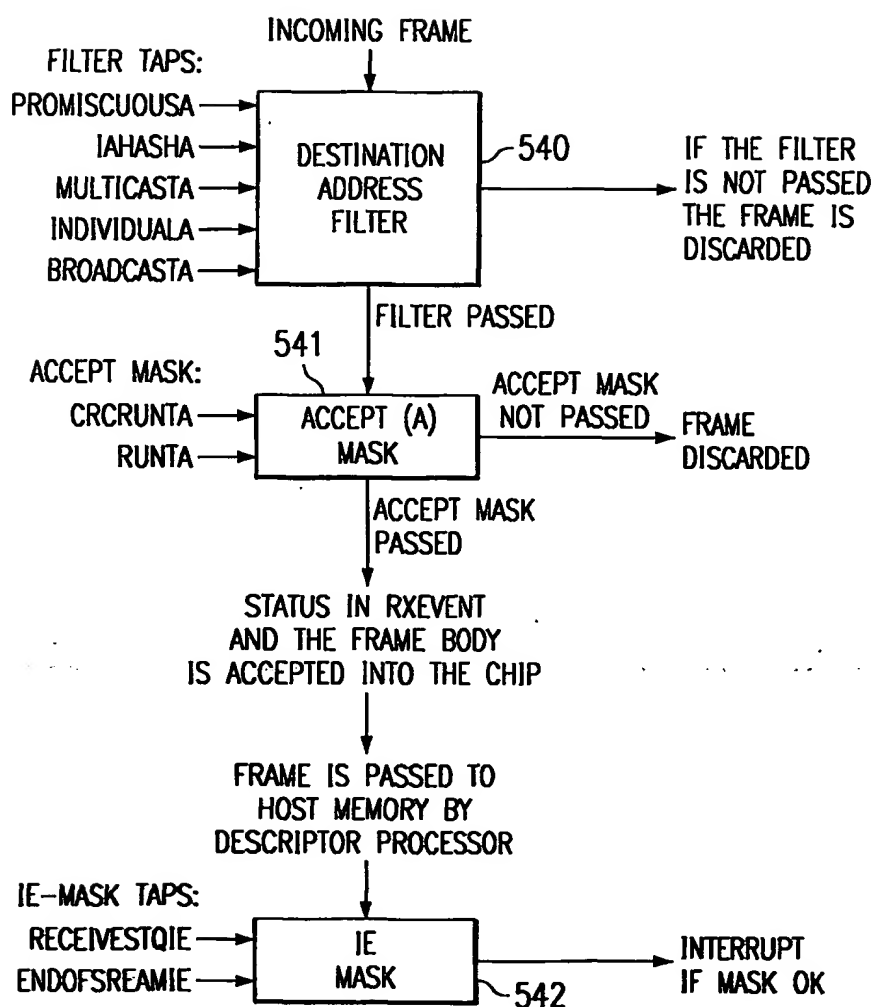 INCOMING FRAME
FILTER TAPS:
PROMISCUOUSA
IAHASHA
MULTICASTA
INDIVIDUALA
BROADCASTA
DESTINATION
ADDRESS
FILTER
540
IF THE FILTER
IS NOT PASSED
THE FRAME IS
DISCARDED
FILTER PASSED
541
ACCEPT MASK:
CRCRUNTA
RUNTA
ACCEPT (A)
MASK
ACCEPT MASK
NOT PASSED
FRAME
DISCARDED
ACCEPT MASK
PASSED
STATUS IN RXEVENT
AND THE FRAME BODY
IS ACCEPTED INTO THE CHIP
FRAME IS PASSED TO
HOST MEMORY BY
DESCRIPTOR PROCESSOR
IE-MASK TAPS:
RECEIVESTQIE
ENDOFSREAMIE
IE
MASK
542
INTERRUPT
IF MASK OK